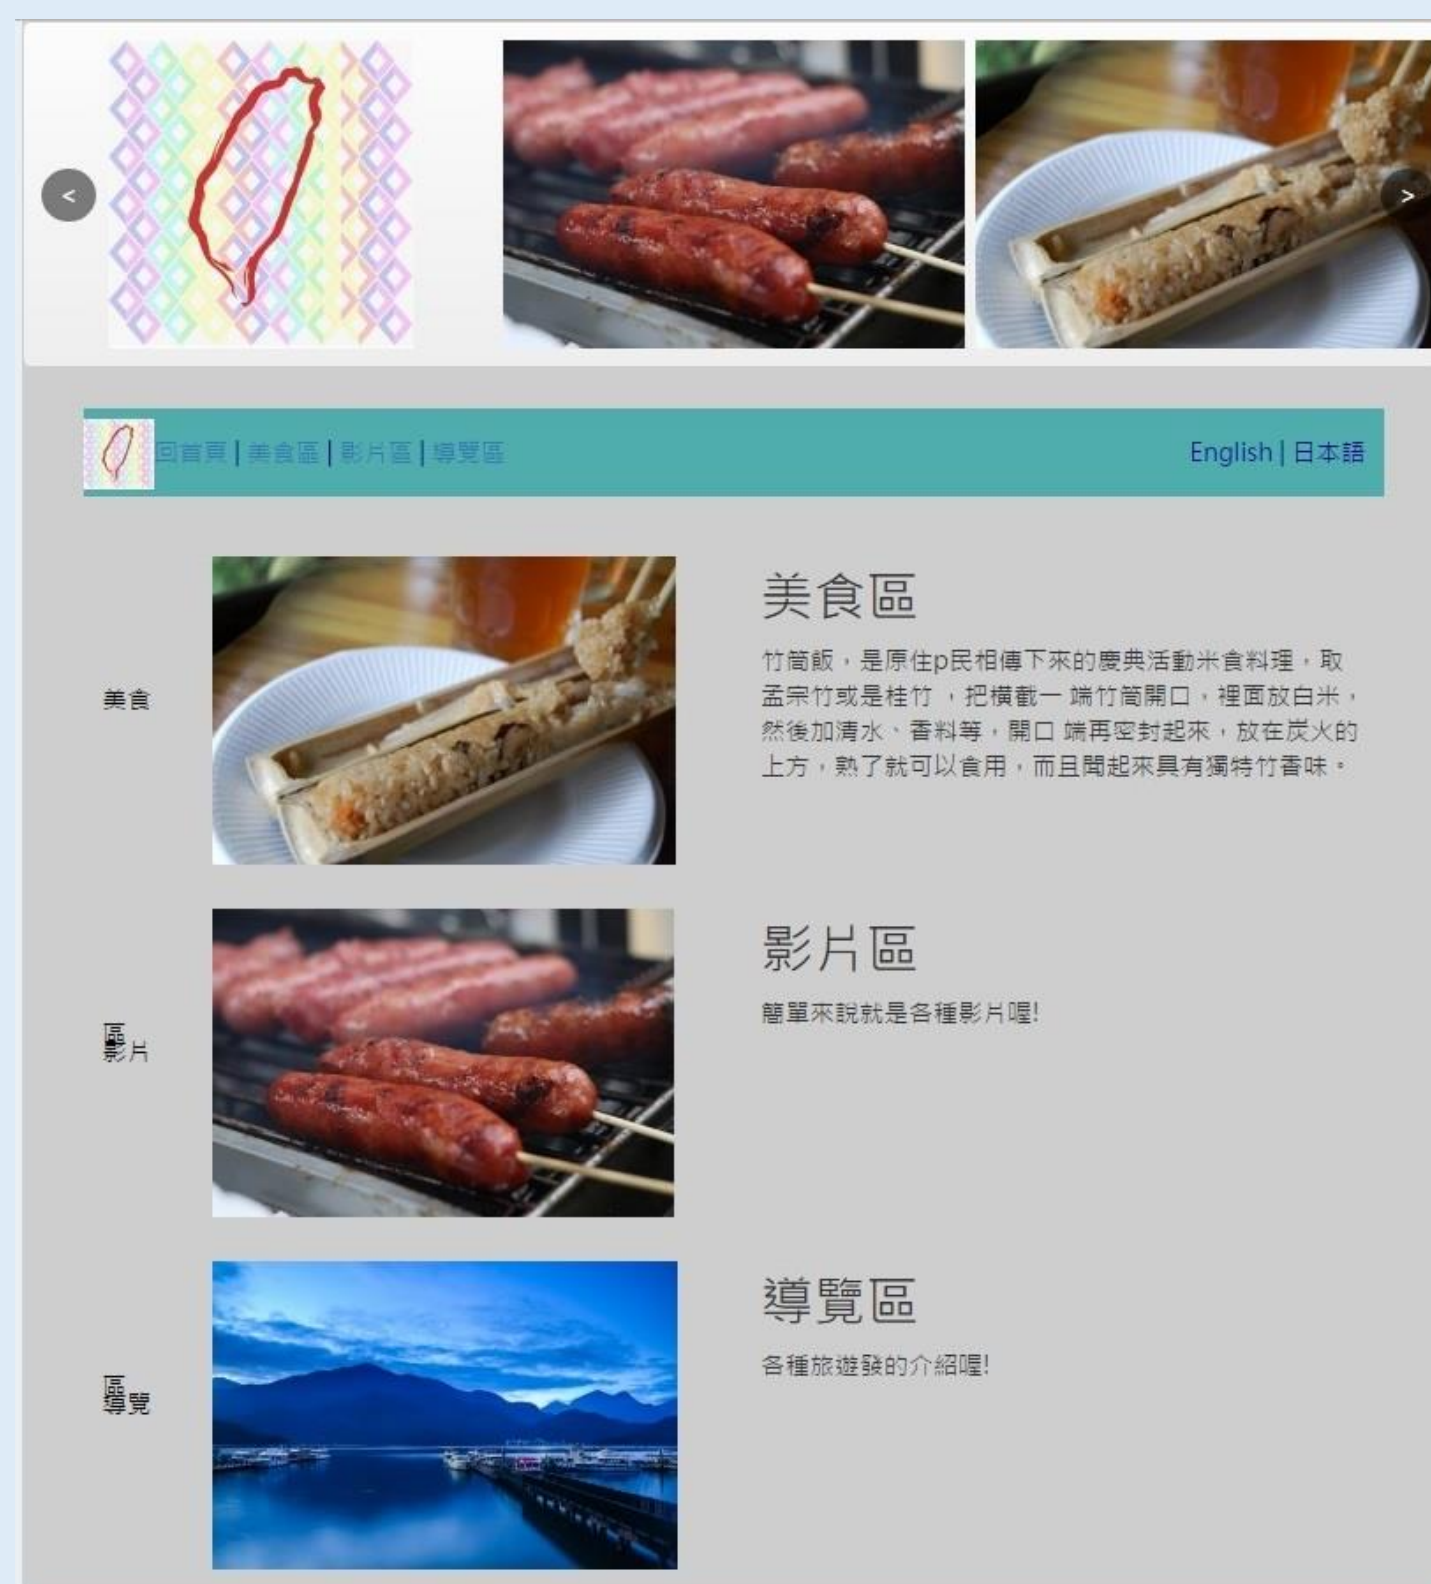 <
>
回首頁 | 美食區 | 影片區 | 導覽區
English | 日本語
美食
美食區
竹筒飯，是原住p民相傳下來的慶典活動米食料理，取
孟宗竹或是桂竹 ，把橫截一 端竹筒開口，裡面放白米，
然後加清水、香料等，開口 端再密封起來，放在炭火的
上方，熟了就可以食用，而且聞起來具有獨特竹香味。
區
影片
影片區
簡單來說就是各種影片喔!
區
導覽
導覽區
各種旅遊發的介紹喔!